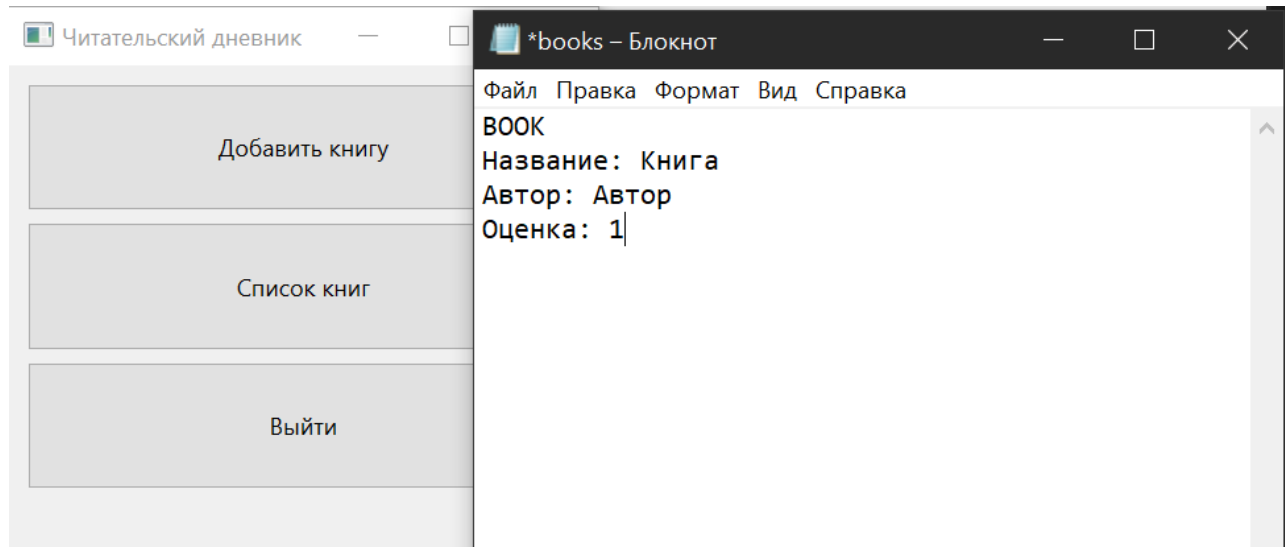 Читательский дневник
Добавить книгу
Список книг
Выйти
*books – Блокнот
Файл Правка Формат Вид Справка
BOOK
Название: Книга
Автор: Автор
Оценка: 1